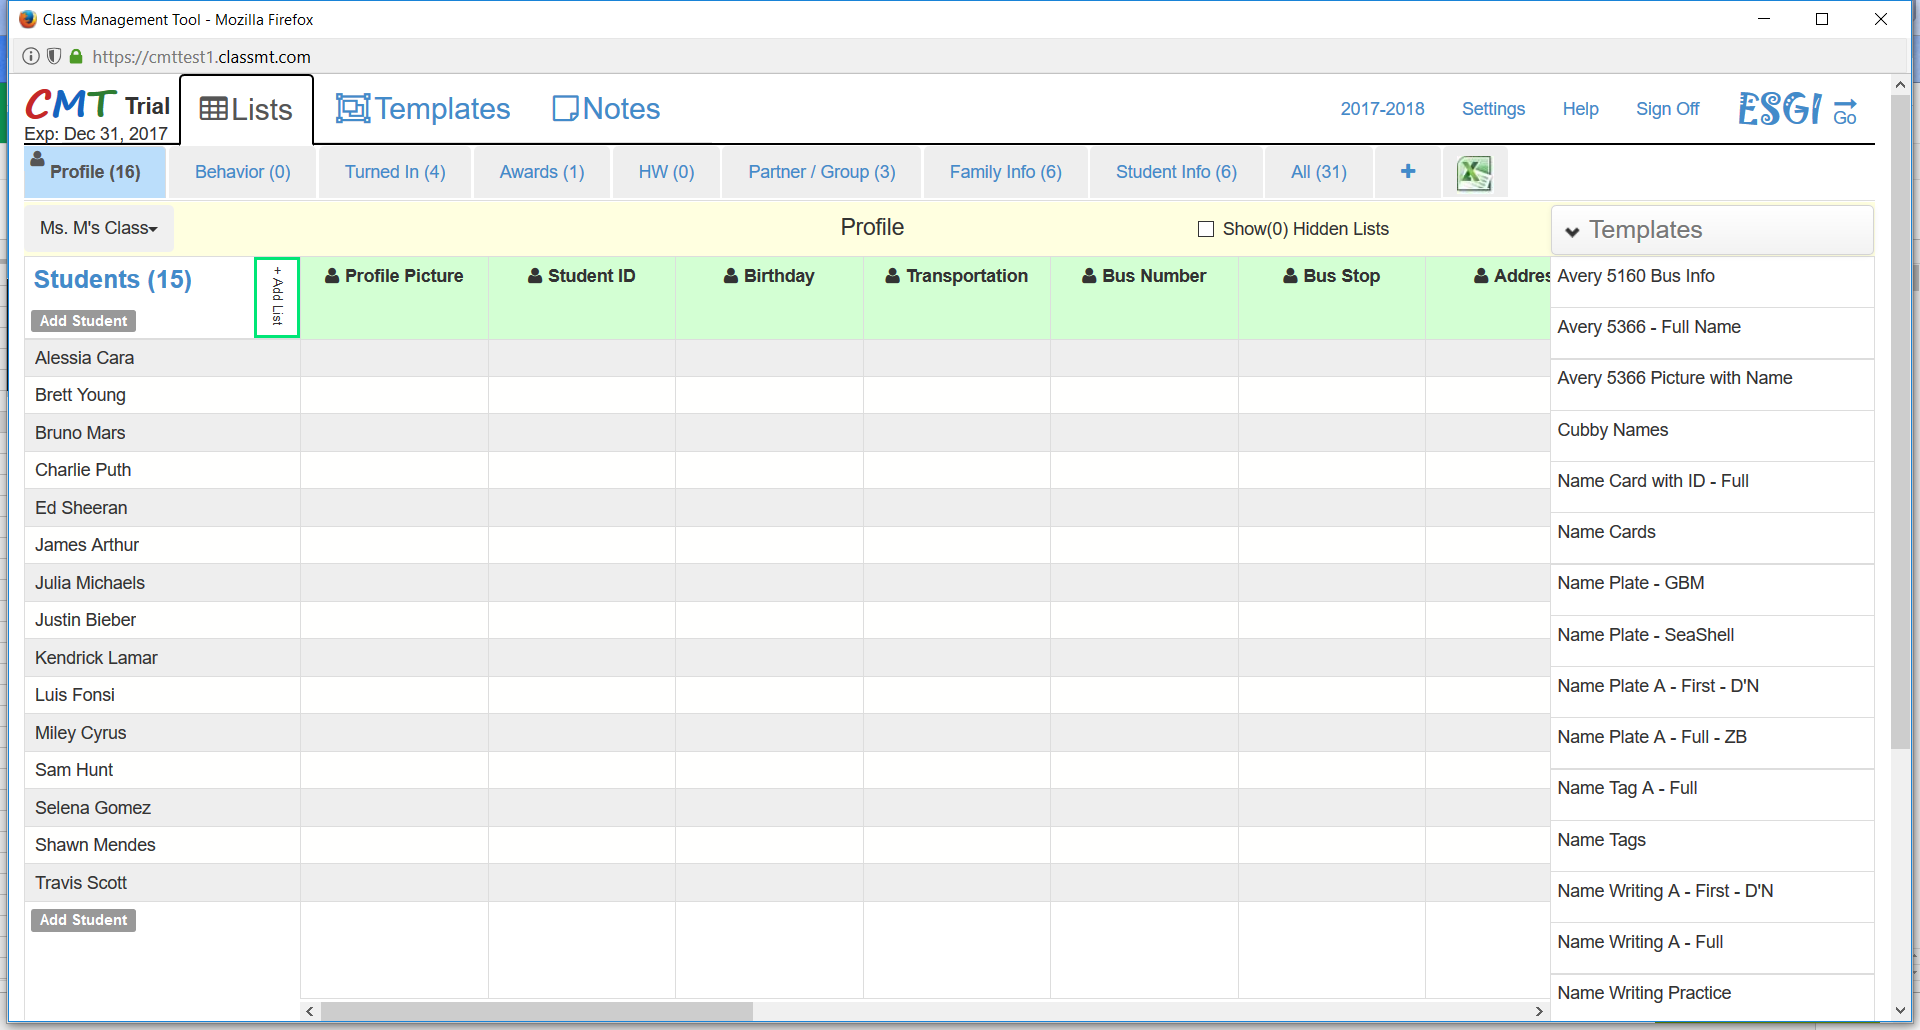 Class Management Tool - Mozilla Firefox
https://cmttest1.classmt.com
CMT Trial
Exp: Dec 31, 2017
Lists
Templates
Notes
2017-2018
Settings
Help
Sign Off
ESGI
Go
Profile (16)
Behavior (0)
Turned In (4)
Awards (1)
HW (0)
Partner / Group (3)
Family Info (6)
Student Info (6)
All (31)
+
Ms. M's Class
Profile
Show(0) Hidden Lists
Templates
Students (15)
Add Student
+ Add List
Profile Picture
Student ID
Birthday
Transportation
Bus Number
Bus Stop
Addres
Alessia Cara
Brett Young
Bruno Mars
Charlie Puth
Ed Sheeran
James Arthur
Julia Michaels
Justin Bieber
Kendrick Lamar
Luis Fonsi
Miley Cyrus
Sam Hunt
Selena Gomez
Shawn Mendes
Travis Scott
Add Student
Avery 5160 Bus Info
Avery 5366 - Full Name
Avery 5366 Picture with Name
Cubby Names
Name Card with ID - Full
Name Cards
Name Plate - GBM
Name Plate - SeaShell
Name Plate A - First - D'N
Name Plate A - Full - ZB
Name Tag A - Full
Name Tags
Name Writing A - First - D'N
Name Writing A - Full
Name Writing Practice